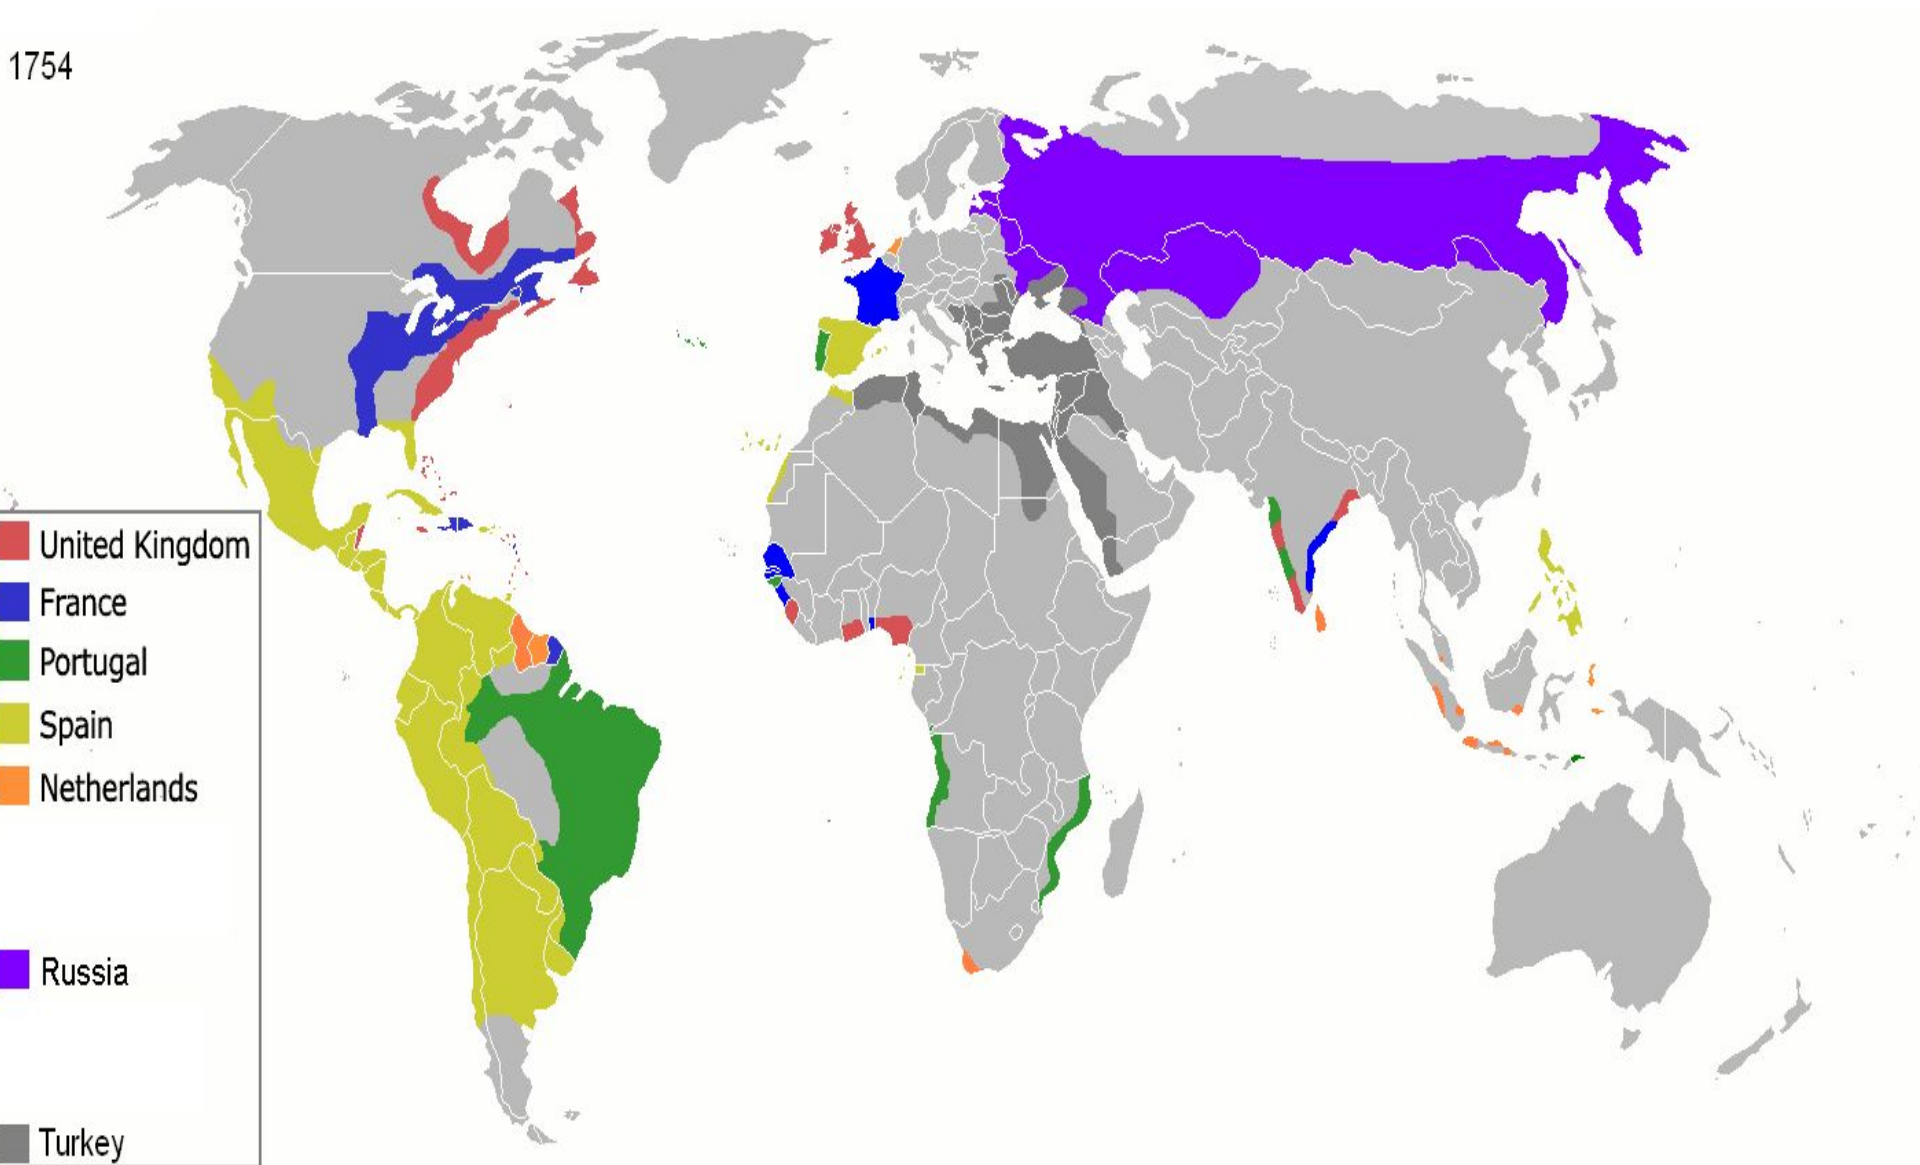 1754
United Kingdom
France
Portugal
Spain
Netherlands
Russia
Turkey